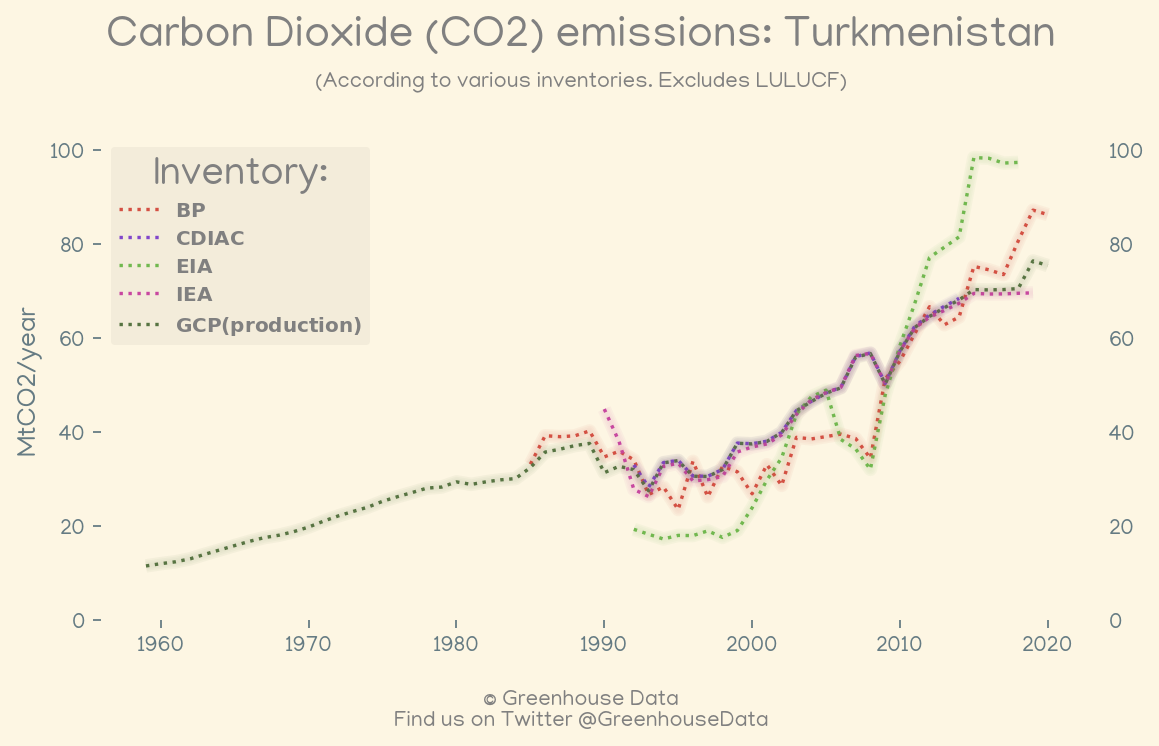 Carbon Dioxide (CO2) emissions: Turkmenistan
(According to various inventories. Excludes LULUCF)
MtCO2/year
100
80
60
40
20
0
Inventory:
BP
CDIAC
EIA
IEA
GCP(production)
100
80
60
40
20
0
1960 1970 1980 1990 2000 2010 2020
© Greenhouse Data
Find us on Twitter @GreenhouseData